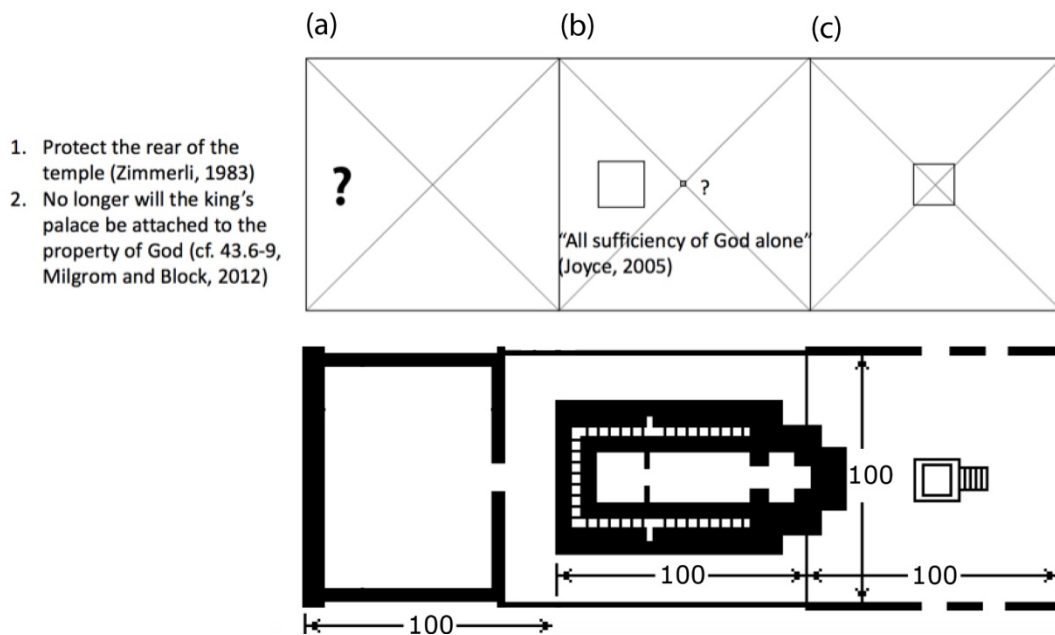 (a)
(b)
(c)
1. Protect the rear of the
temple (Zimmerli, 1983)
2. No longer will the king's
palace be attached to the
property of God (cf. 43.6-9,
Milgrom and Block, 2012)
?
?
"All sufficiency of God alone"
(Joyce, 2005)
100
100
100
100